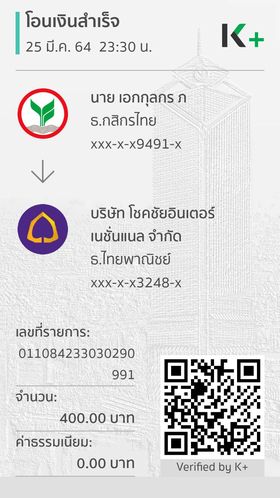 โอนเงินสำเร็จ
25 มี.ค. 64 23:30 น.
K+
นาย เอกกุลกร ภ
ธ.กสิกรไทย
xxx-x-x9491-x
บริษัท โชคชัยอินเตอร์
เนชั่นแนล จำกัด
ธ.ไทยพาณิชย์
xxx-x-x3248-x
เลขที่รายการ:
011084233030290
991
จำนวน:
400.00 บาท
ค่าธรรมเนียม:
0.00 บาท
Verified by K+